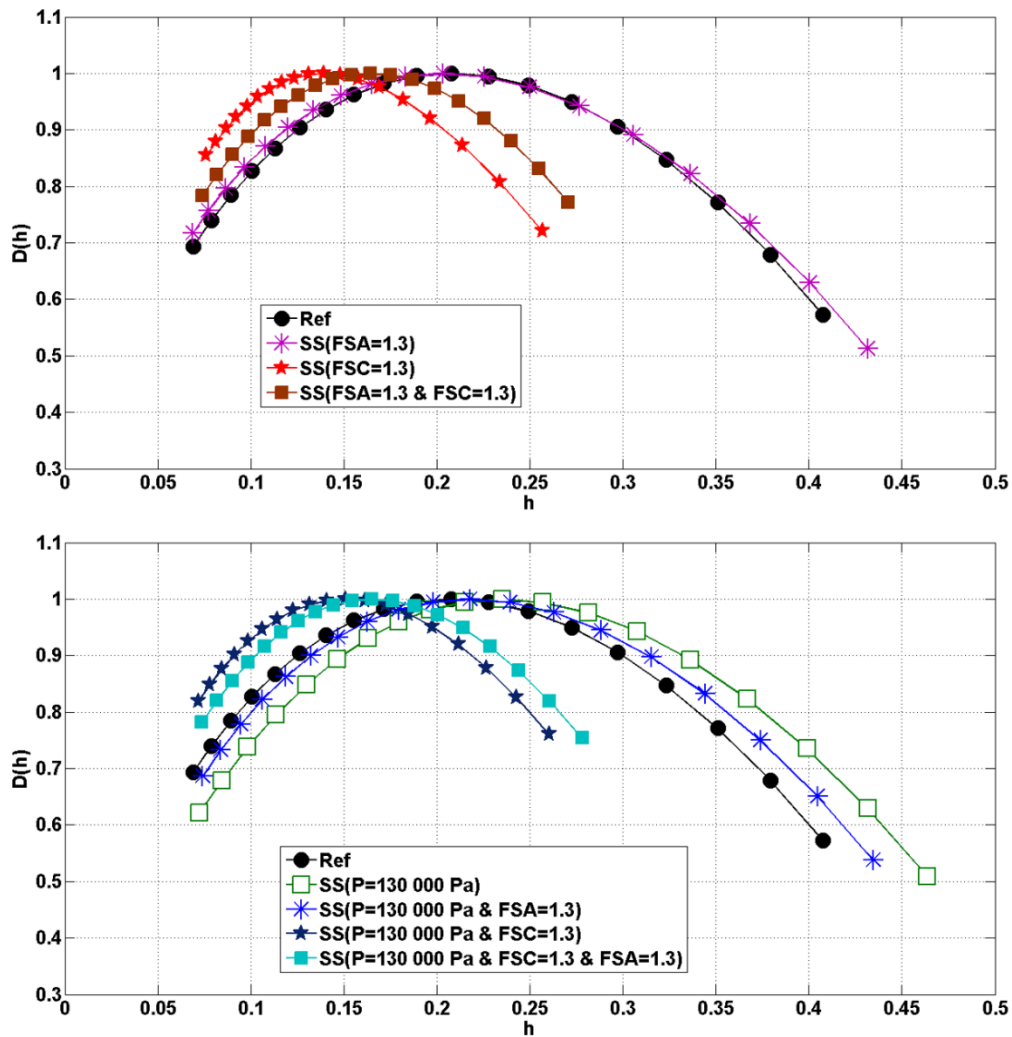 1.1
1
0.9
0.8
0.7
0.6
0.5
0.4
0.3
D(h)
Ref
SS(FSA=1.3)
SS(FSC=1.3)
SS(FSA=1.3 & FSC=1.3)
0 0.05 0.1 0.15 0.2 0.25 0.3 0.35 0.4 0.45 0.5
h
1.1
1
0.9
0.8
0.7
0.6
0.5
0.4
0.3
D(h)
Ref
SS(P=130 000 Pa)
SS(P=130 000 Pa & FSA=1.3)
SS(P=130 000 Pa & FSC=1.3)
SS(P=130 000 Pa & FSC=1.3 & FSA=1.3)
0 0.05 0.1 0.15 0.2 0.25 0.3 0.35 0.4 0.45 0.5
h